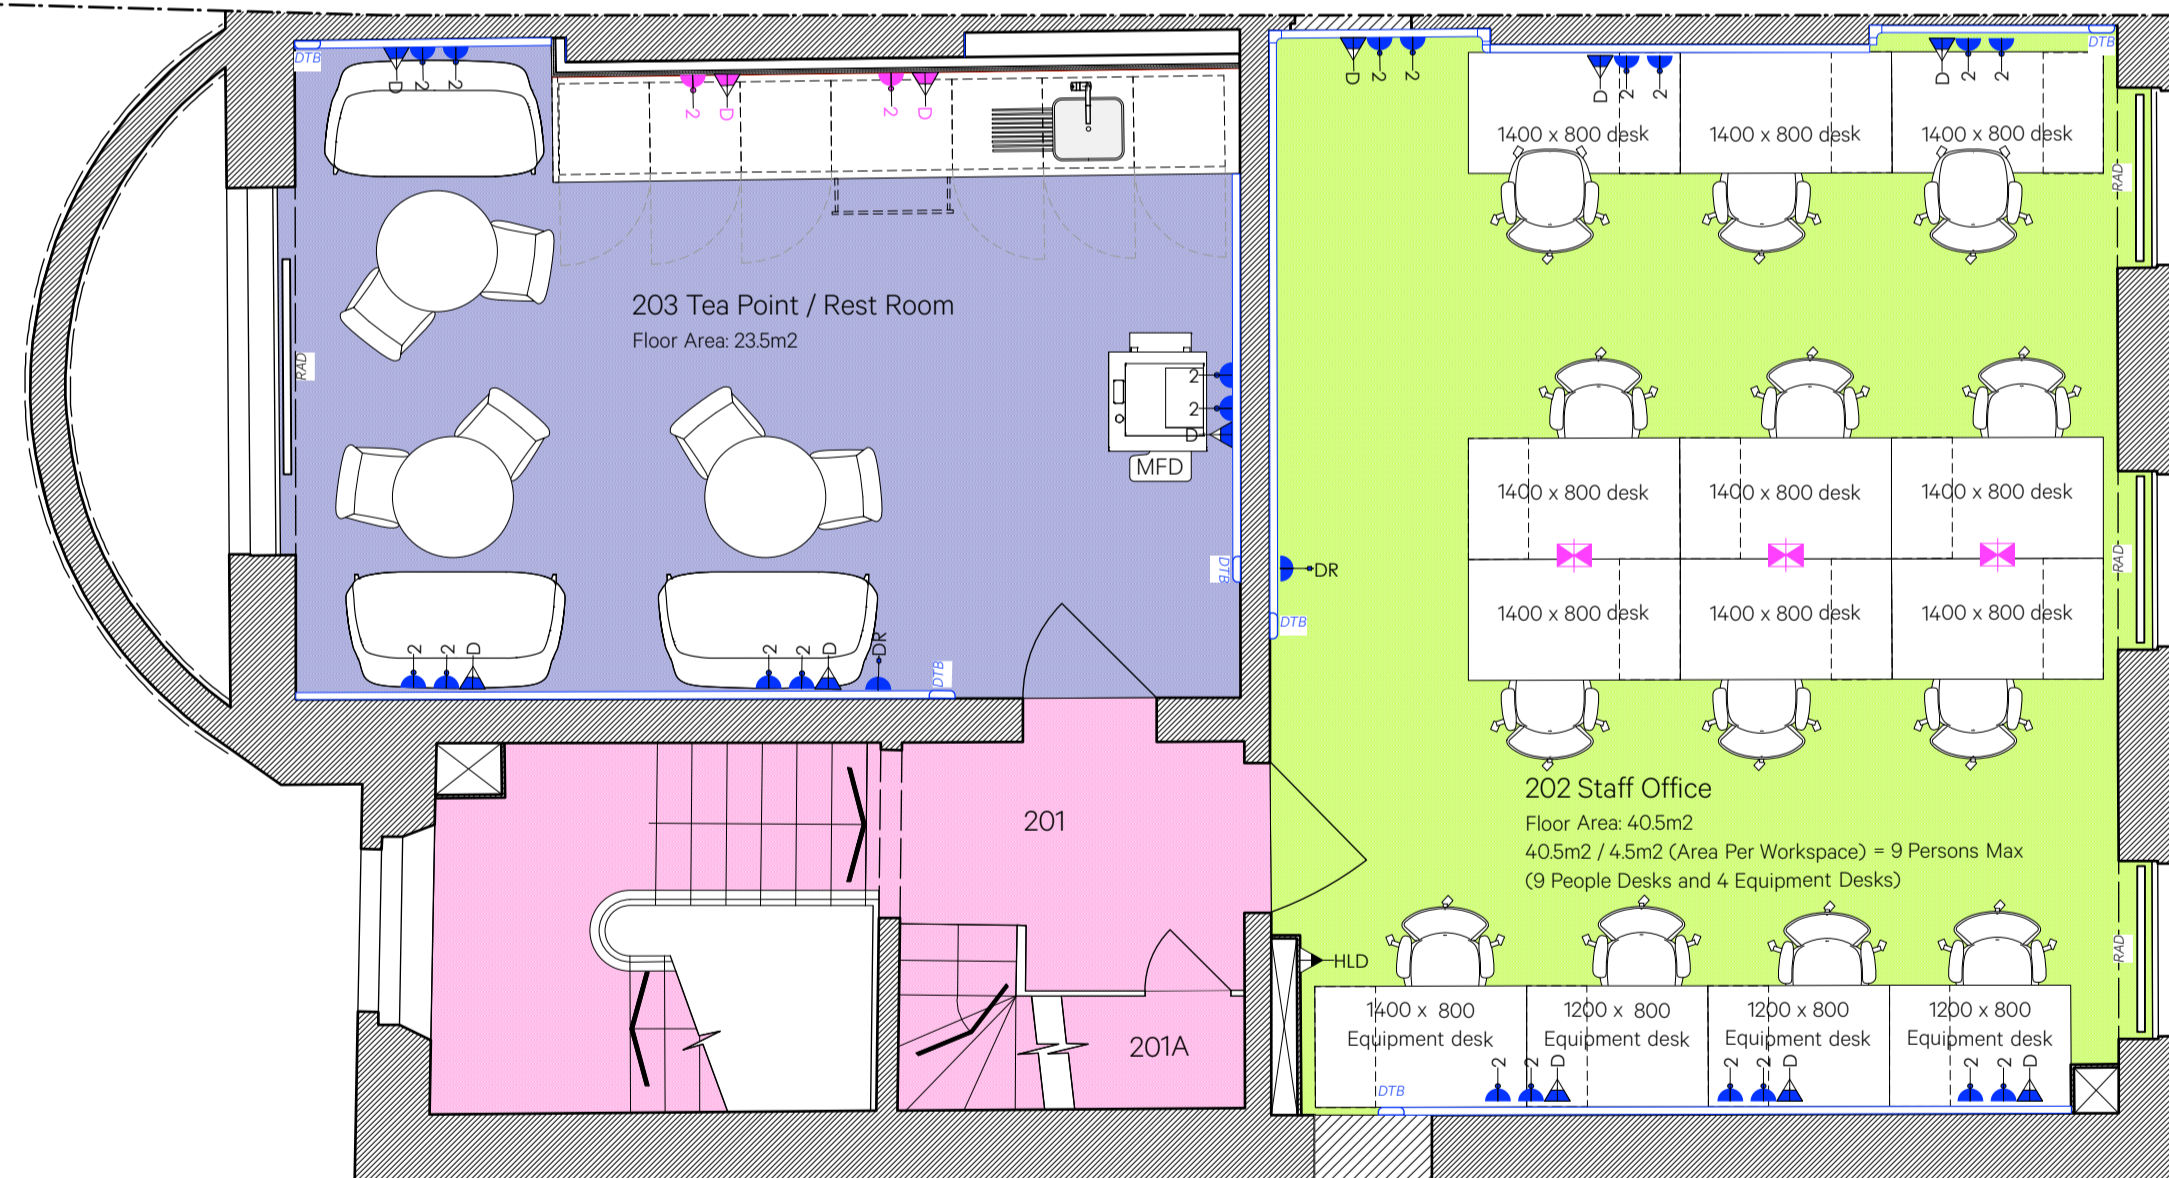 DTB
D
2
2
2
D
2
D
D
2
2
D
2
2
D
2
2
DTB
1400 x 800 desk
1400 x 800 desk
1400 x 800 desk
RAD
203 Tea Point / Rest Room
Floor Area: 23.5m2
RAD
2
2
D
MFD
1400 x 800 desk
1400 x 800 desk
1400 x 800 desk
DTB
DR
RAD
DTB
1400 x 800 desk
1400 x 800 desk
1400 x 800 desk
2
2
D
2
2
D
DR
DTB
201
202 Staff Office
Floor Area: 40.5m2
40.5m2 / 4.5m2 (Area Per Workspace) = 9 Persons Max
(9 People Desks and 4 Equipment Desks)
RAD
HLD
1400 x 800
Equipment desk
1200 x 800
Equipment desk
1200 x 800
Equipment desk
1200 x 800
Equipment desk
201A
2
2
D
2
2
D
2
2
D
DTB